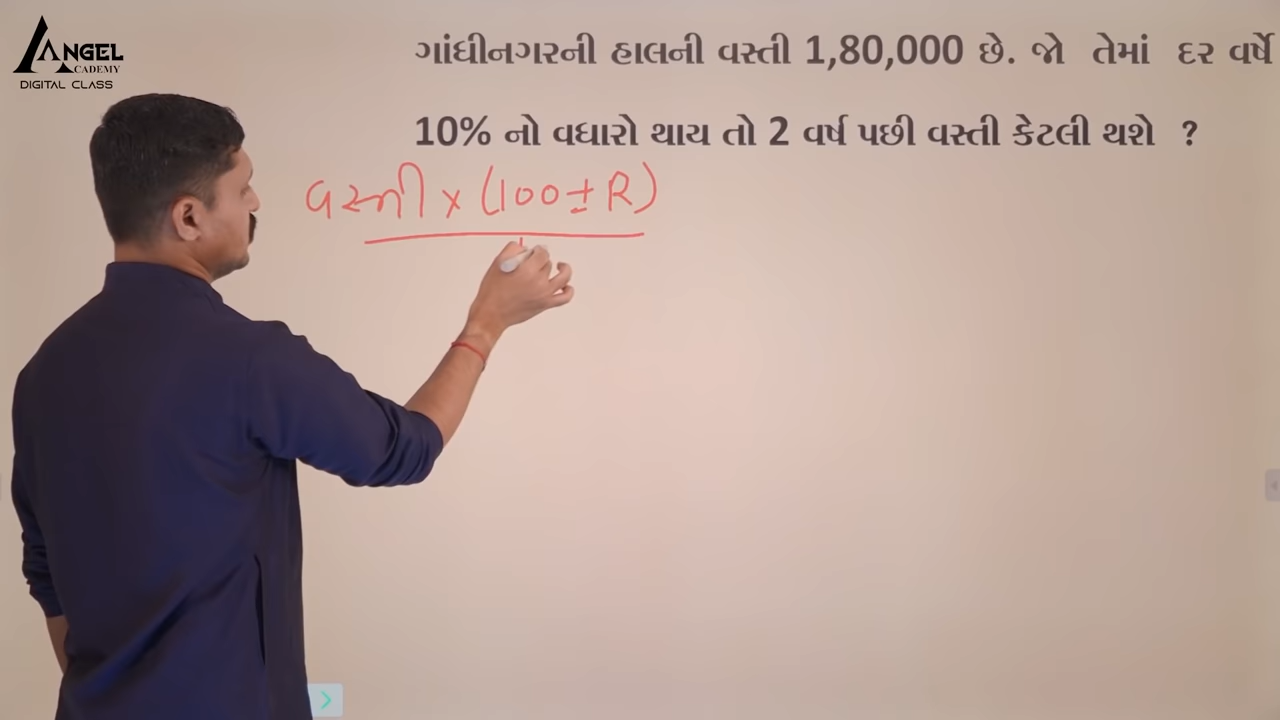 ANGEL
ACADEMY
DIGITAL CLASS
ગાંધીનગરની હાલની વસ્તી 1,80,000 છે. જો તેમાં દર વર્ષે
10% નો વધારો થાય તો 2 વર્ષ પછી વસ્તી કેટલી થશે ?
વસ્તી × (100 ± R)